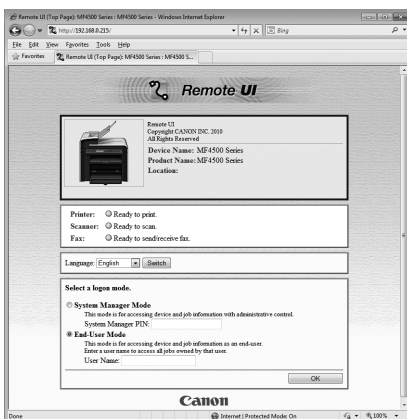 Remote UI (Top Page): MF4500 Series : MF4500 Series - Windows Internet Explorer
http://192.168.0.215/
Bing
File Edit View Favorites Tools Help
Favorites
Remote UI (Top Page): MF4500 Series : MF4500 S...
Remote UI
Remote UI
Copyright CANON INC. 2010
All Rights Reserved
Device Name: MF4500 Series
Product Name: MF4500 Series
Location:
Printer: Ready to print.
Scanner: Ready to scan.
Fax: Ready to send/receive fax.
Language: English Switch
Select a logon mode.
System Manager Mode
This mode is for accessing device and job information with administrative control.
System Manager PIN:
End-User Mode
This mode is for accessing device and job information as an end-user.
Enter a user name to access all jobs owned by that user.
User Name:
OK
Canon
Done
Internet | Protected Mode: On
100%